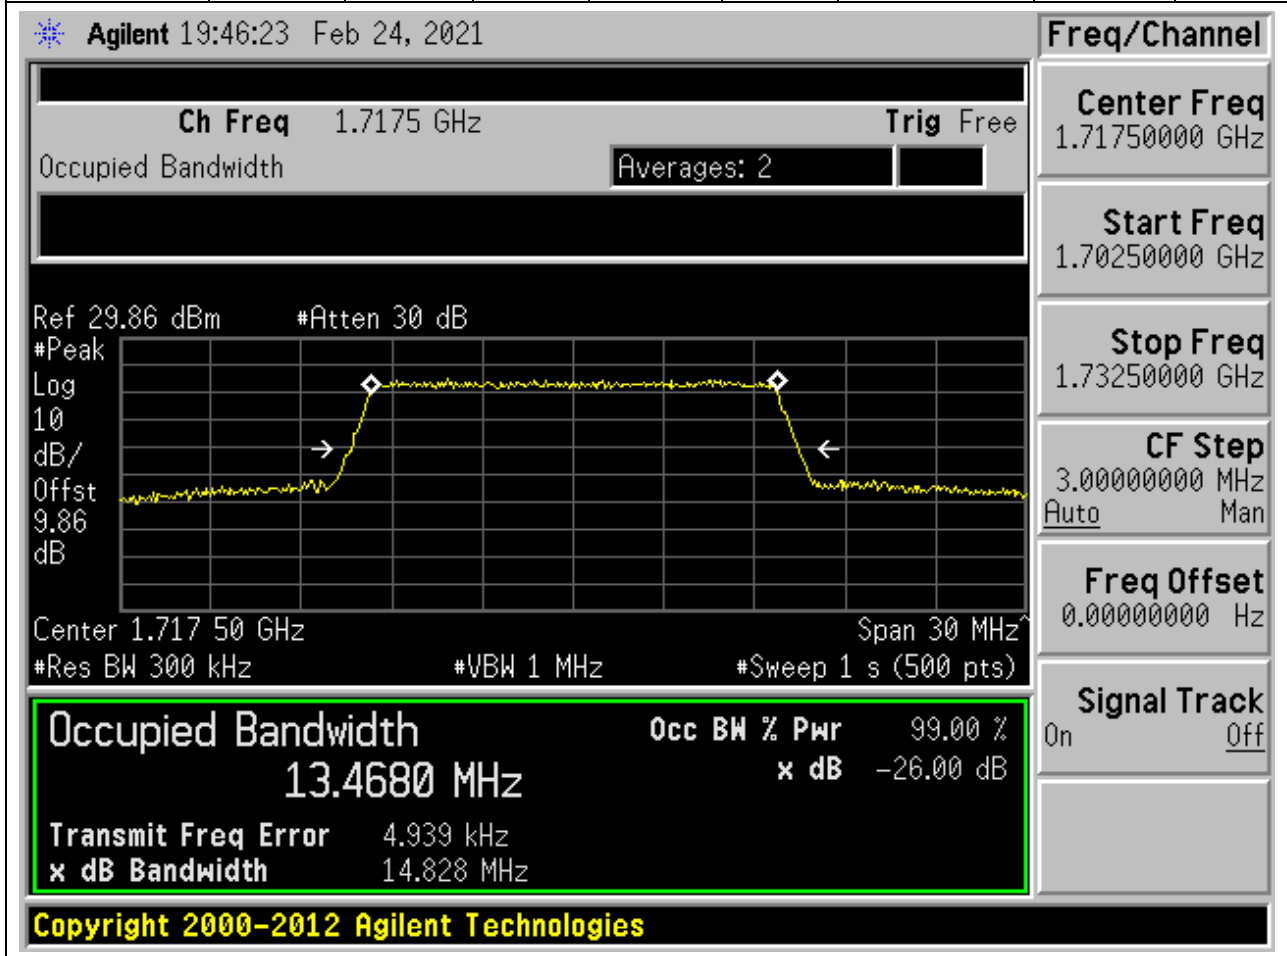 Agilent 19:46:23 Feb 24, 2021
Freq/Channel
Ch Freq 1.7175 GHz Trig Free
Occupied Bandwidth Averages: 2
Center Freq
1.71750000 GHz
Start Freq
1.70250000 GHz
Stop Freq
1.73250000 GHz
CF Step
3.00000000 MHz
Auto Man
Freq Offset
0.00000000 Hz
Signal Track
On Off
Ref 29.86 dBm #Atten 30 dB
#Peak
Log
10
dB/
Offst
9.86
dB
Center 1.717 50 GHz Span 30 MHz^
#Res BW 300 kHz #VBW 1 MHz #Sweep 1 s (500 pts)
Occupied Bandwidth Occ BW % Pwr 99.00 %
13.4680 MHz x dB -26.00 dB
Transmit Freq Error 4.939 kHz
x dB Bandwidth 14.828 MHz
Copyright 2000-2012 Agilent Technologies